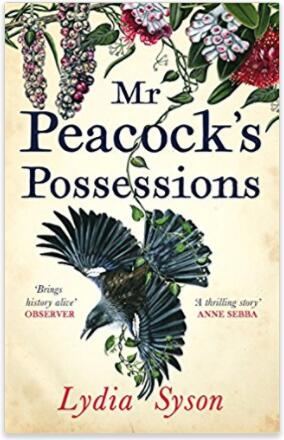 Mr
Peacock's
Possessions
'Brings
history alive'
OBSERVER
'A thrilling story'
ANNE SEBBA
Lydia Syson